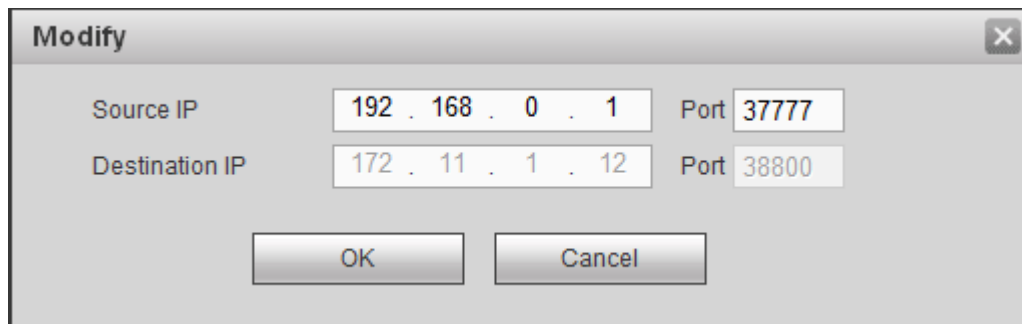 Modify
Source IP 192 . 168 . 0 . 1 Port 37777
Destination IP 172 . 11 . 1 . 12 Port 38800
OK Cancel